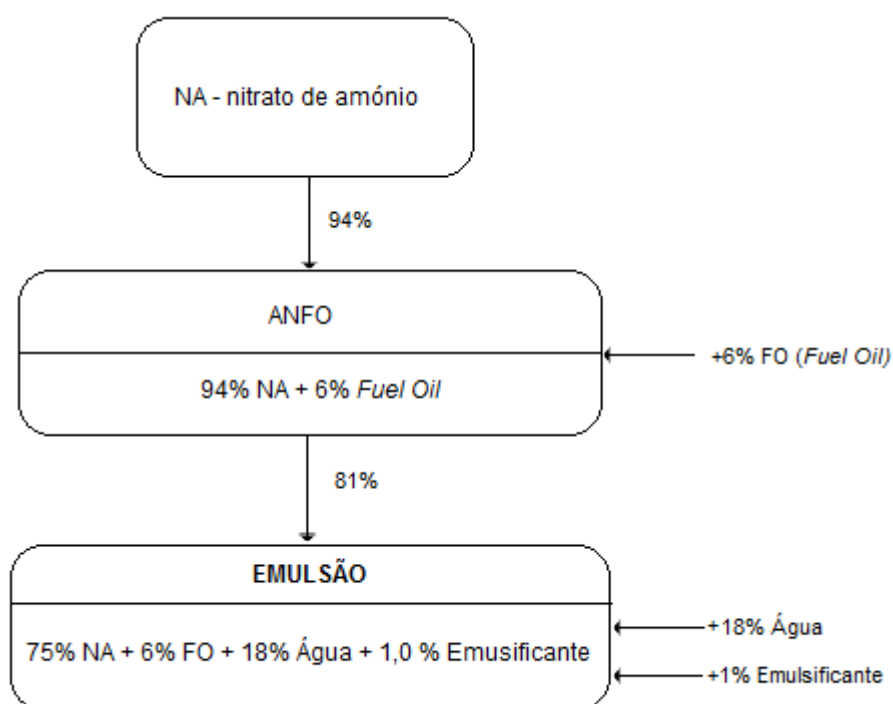 NA - nitrato de amónio
94%
ANFO
+6% FO (Fuel Oil)
94% NA + 6% Fuel Oil
81%
EMULSÃO
+18% Água
75% NA + 6% FO + 18% Água + 1,0 % Emusificante
+1% Emulsificante